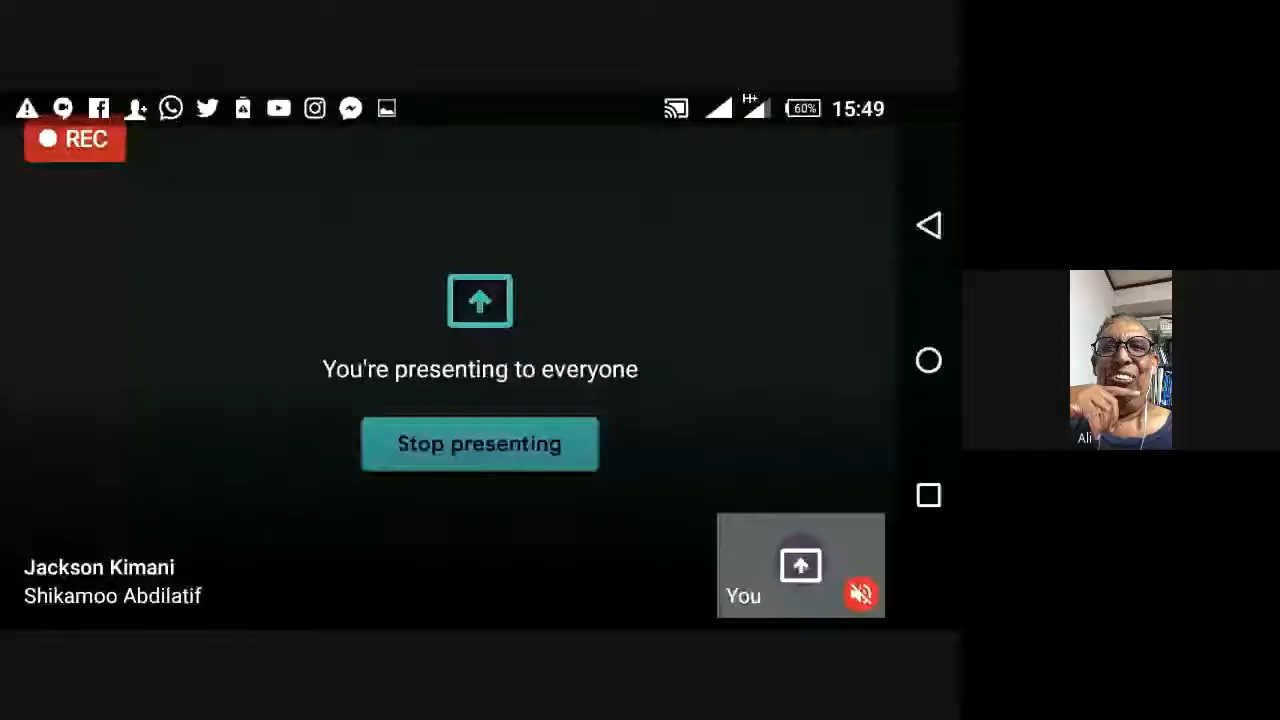 H+
60%
15:49
REC
You're presenting to everyone
Stop presenting
Jackson Kimani
Shikamoo Abdilatif
You
Ali